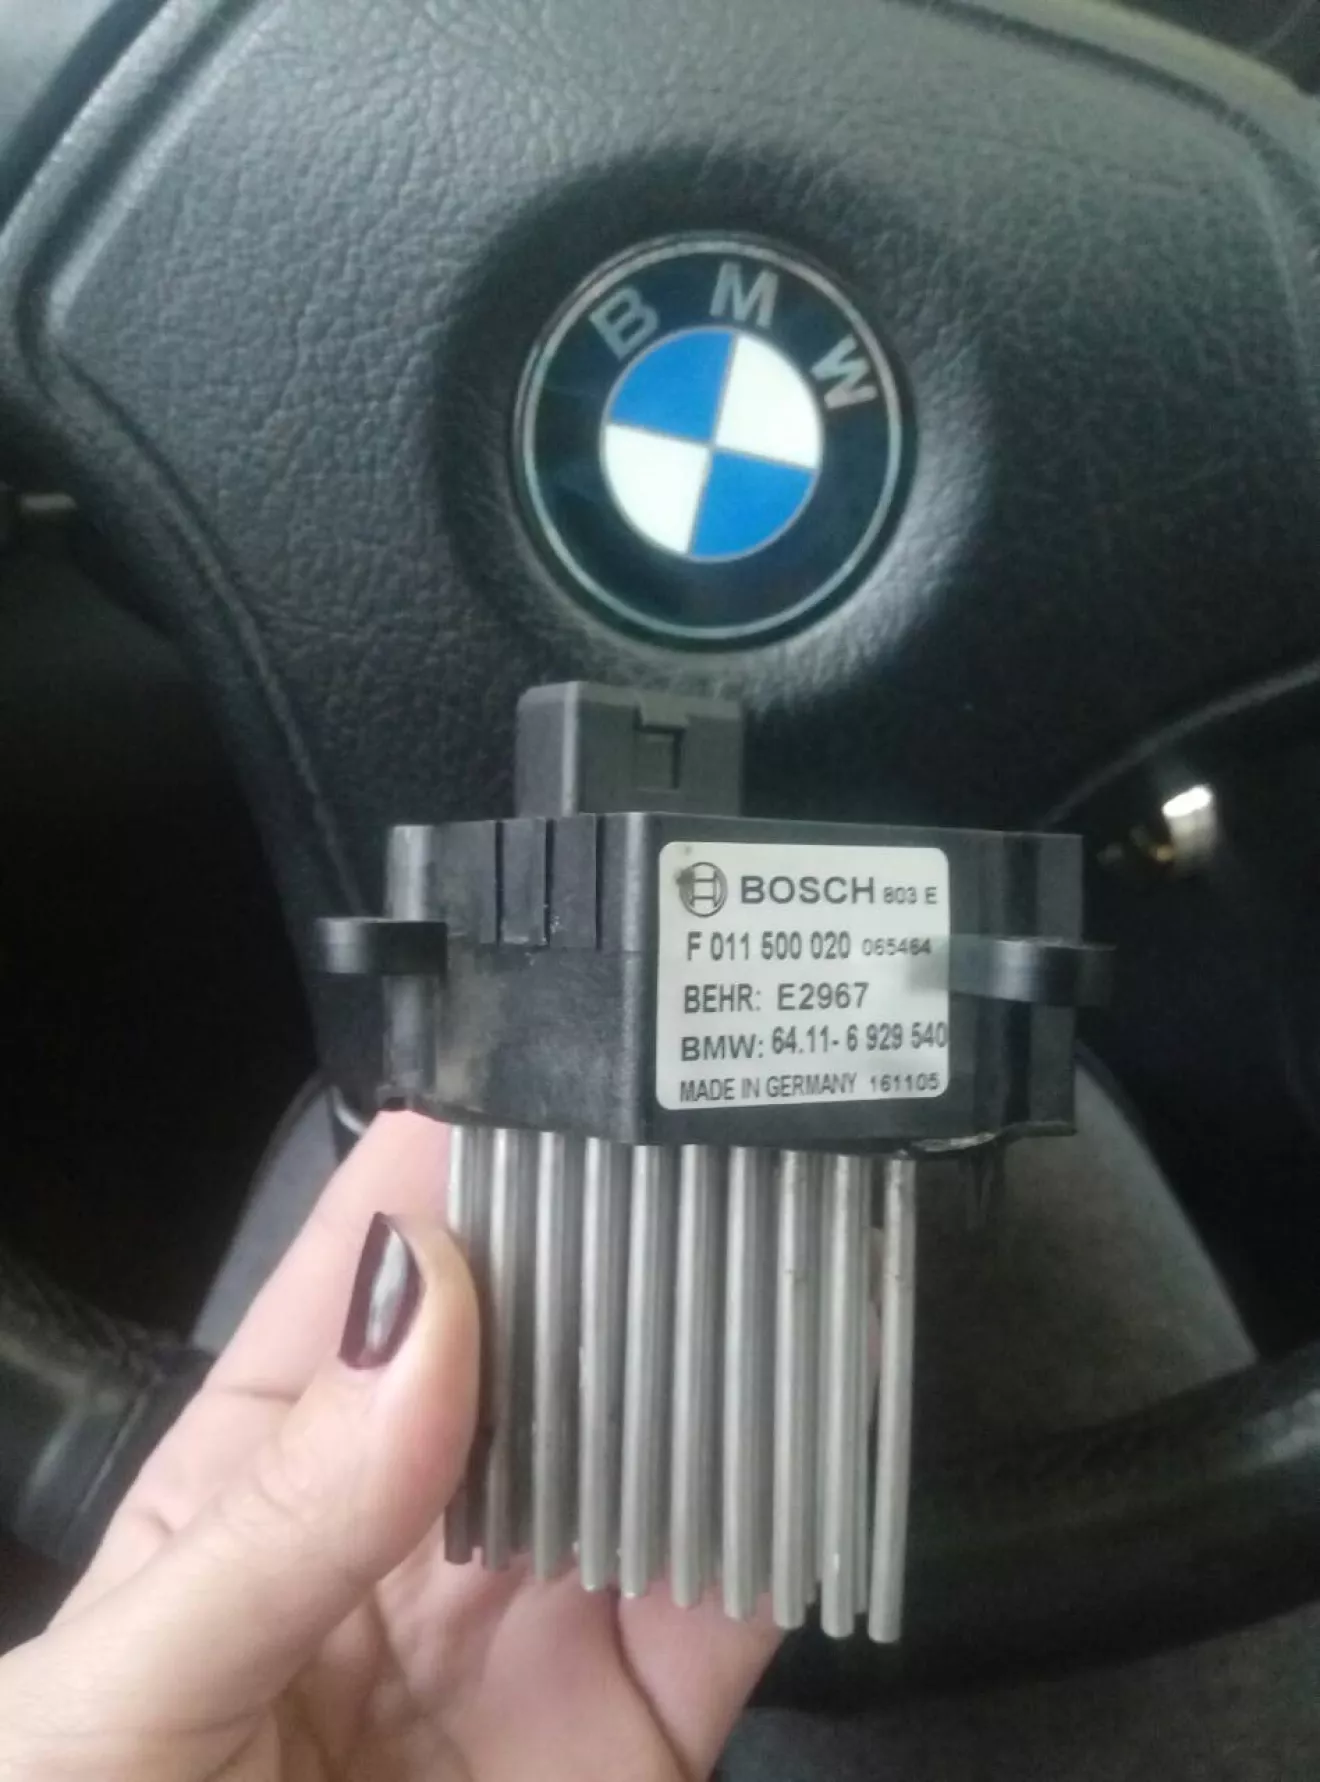 BMW
BOSCH 803 E
F 011 500 020 065464
BEHR: E2967
BMW: 64.11- 6 929 540
MADE IN GERMANY 161105